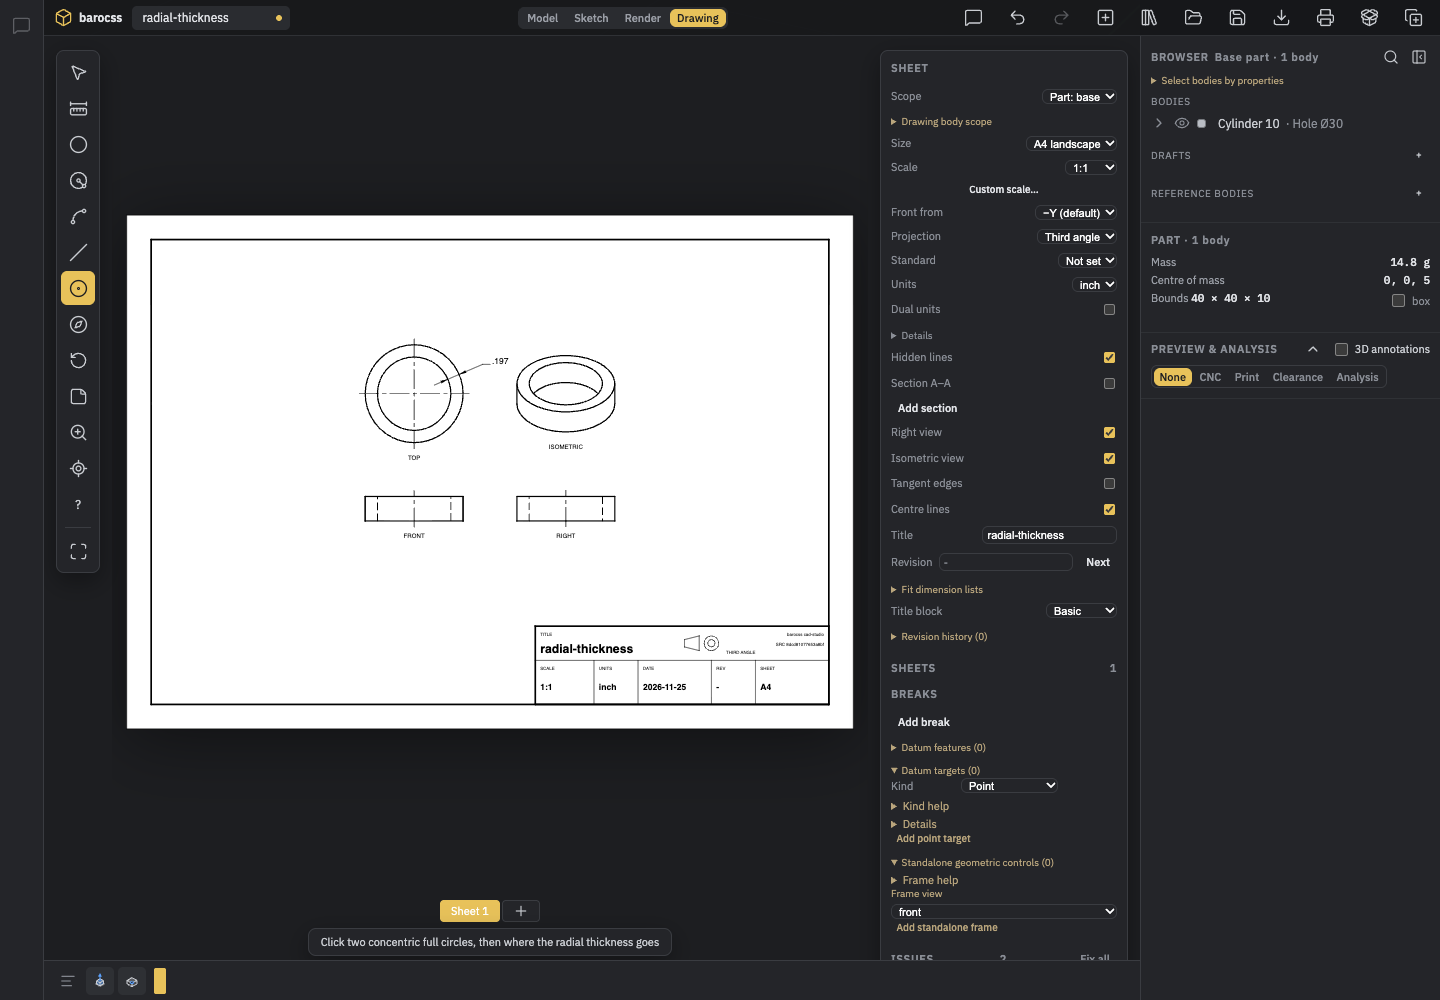 barocss
radial-thickness
Model
Sketch
Render
Drawing
SHEET
Scope
Part: base
Drawing body scope
Size
A4 landscape
Scale
1:1
Custom scale...
Front from
−Y (default)
Projection
Third angle
Standard
Not set
Units
inch
Dual units
Details
Hidden lines
Section A–A
Add section
Right view
Isometric view
Tangent edges
Centre lines
Title
radial-thickness
Revision
-
Next
Fit dimension lists
Title block
Basic
Revision history (0)
SHEETS
1
BREAKS
Add break
Datum features (0)
Datum targets (0)
Kind
Point
Kind help
Details
Add point target
Standalone geometric controls (0)
Frame help
Frame view
front
Add standalone frame
ISSUES
2
Fix all
BROWSER Base part · 1 body
Select bodies by properties
BODIES
Cylinder 10 · Hole Ø30
DRAFTS
+
REFERENCE BODIES
+
PART · 1 body
Mass
14.8 g
Centre of mass
0, 0, 5
Bounds 40 × 40 × 10
box
PREVIEW & ANALYSIS
3D annotations
None
CNC
Print
Clearance
Analysis
?
.197
TOP
ISOMETRIC
FRONT
RIGHT
TITLE
radial-thickness
THIRD ANGLE
barocss cad-studio
SCALE
1:1
UNITS
inch
DATE
2026-11-25
REV
-
SHEET
A4
Sheet 1
+
Click two concentric full circles, then where the radial thickness goes